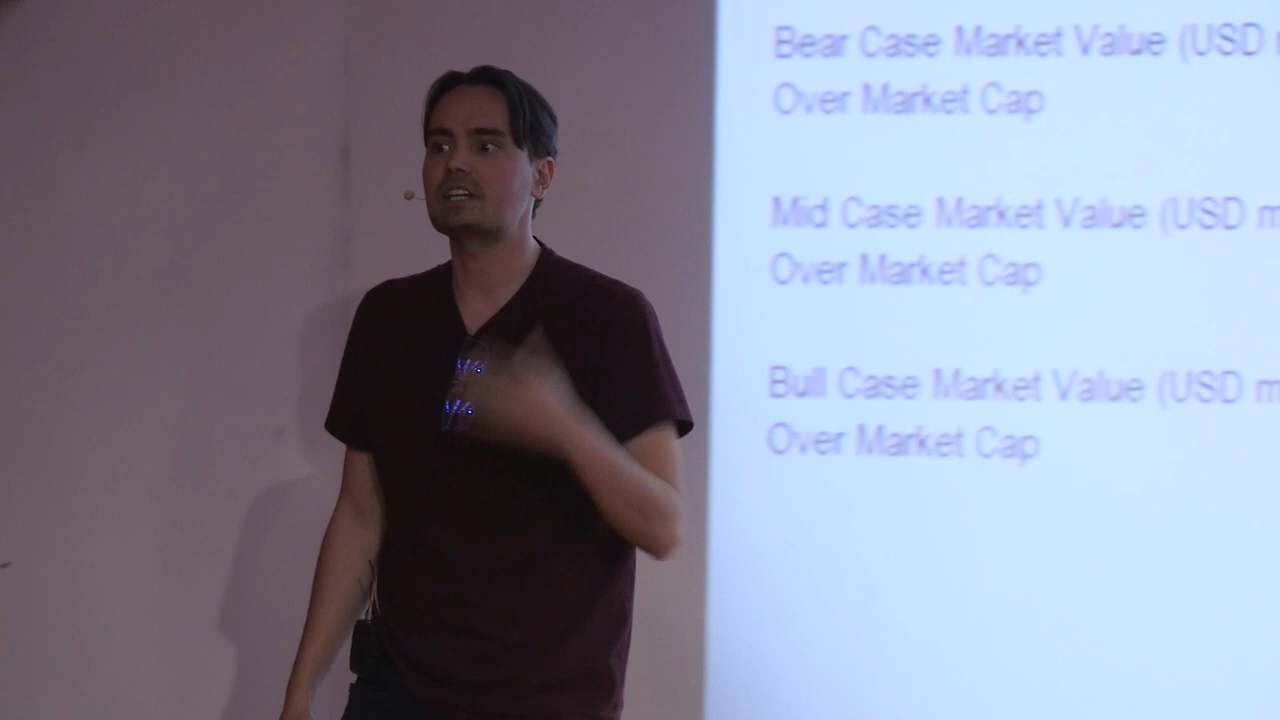 Bear Case Market Value (USD
Over Market Cap
Mid Case Market Value (USD
Over Market Cap
Bull Case Market Value (USD
Over Market Cap